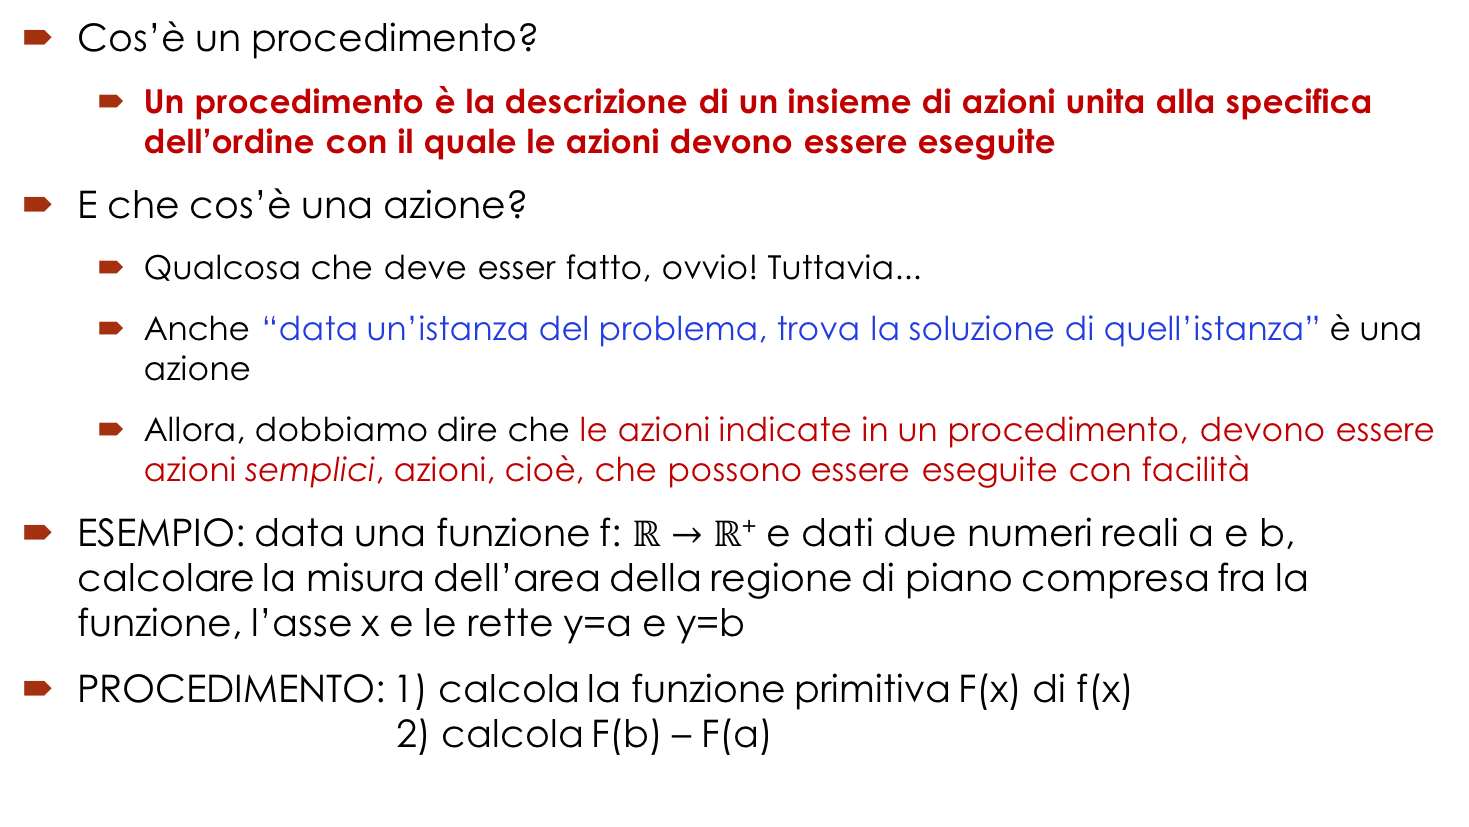 Cos’è un procedimento?
Un procedimento è la descrizione di un insieme di azioni unita alla specifica
dell’ordine con il quale le azioni devono essere eseguite
E che cos’è una azione?
Qualcosa che deve esser fatto, ovvio! Tuttavia...
Anche “data un’istanza del problema, trova la soluzione di quell’istanza” è una
azione
Allora, dobbiamo dire che le azioni indicate in un procedimento, devono essere
azioni semplici, azioni, cioè, che possono essere eseguite con facilità
ESEMPIO: data una funzione f: ℝ → ℝ⁺ e dati due numeri reali a e b,
calcolare la misura dell’area della regione di piano compresa fra la
funzione, l’asse x e le rette y=a e y=b
PROCEDIMENTO: 1) calcola la funzione primitiva F(x) di f(x)
2) calcola F(b) – F(a)